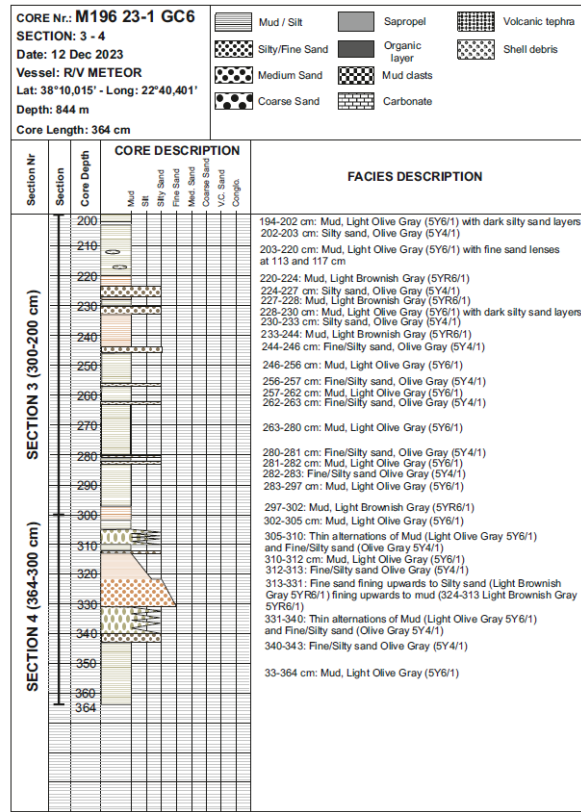 CORE Nr.: M196 23-1 GC6
SECTION: 3 - 4
Date: 12 Dec 2023
Vessel: R/V METEOR
Lat: 38°10,015' - Long: 22°40,401'
Depth: 844 m
Core Length: 364 cm
Mud / Silt
Silty/Fine Sand
Medium Sand
Coarse Sand
Sapropel
Organic
layer
Mud clasts
Carbonate
Volcanic tephra
Shell debris
Section Nr
Section
Core Depth
CORE DESCRIPTION
Mud
Silt
Silty Sand
Fine Sand
Med. Sand
Coarse Sand
V.C. Sand
Conglo.
FACIES DESCRIPTION
SECTION 3 (300-200 cm)
SECTION 4 (364-300 cm)
200
210
220
230
240
250
260
270
280
290
300
310
320
330
340
350
360
364
194-202 cm: Mud, Light Olive Gray (5Y6/1) with dark silty sand layers
202-203 cm: Silty sand, Olive Gray (5Y4/1)
203-220 cm: Mud, Light Olive Gray (5Y6/1) with fine sand lenses
at 113 and 117 cm
220-224: Mud, Light Brownish Gray (5YR6/1)
224-227 cm: Silty sand, Olive Gray (5Y4/1)
227-228: Mud, Light Brownish Gray (5YR6/1)
228-230 cm: Mud, Light Olive Gray (5Y6/1) with dark silty sand layers
230-233 cm: Silty sand, Olive Gray (5Y4/1)
233-244: Mud, Light Brownish Gray (5YR6/1)
244-246 cm: Fine/Silty sand, Olive Gray (5Y4/1)
246-256 cm: Mud, Light Olive Gray (5Y6/1)
256-257 cm: Fine/Silty sand, Olive Gray (5Y4/1)
257-262 cm: Mud, Light Olive Gray (5Y6/1)
262-263 cm: Fine/Silty sand, Olive Gray (5Y4/1)
263-280 cm: Mud, Light Olive Gray (5Y6/1)
280-281 cm: Fine/Silty sand, Olive Gray (5Y4/1)
281-282 cm: Mud, Light Olive Gray (5Y6/1)
282-283: Fine/Silty sand, Olive Gray (5Y4/1)
283-297 cm: Mud, Light Olive Gray (5Y6/1)
297-302: Mud, Light Brownish Gray (5YR6/1)
302-305 cm: Mud, Light Olive Gray (5Y6/1)
305-310: Thin alternations of Mud (Light Olive Gray 5Y6/1)
and Fine/Silty sand (Olive Gray 5Y4/1)
310-312 cm: Mud, Light Olive Gray (5Y6/1)
312-313: Fine/Silty sand, Olive Gray (5Y4/1)
313-331: Fine sand fining upwards to Silty sand (Light Brownish
Gray 5YR6/1) fining upwards to mud (324-313 Light Brownish Gray
5YR6/1)
331-340: Thin alternations of Mud (Light Olive Gray 5Y6/1)
and Fine/Silty sand (Olive Gray 5Y4/1)
340-343: Fine/Silty sand, Olive Gray (5Y4/1)
33-364 cm: Mud, Light Olive Gray (5Y6/1)